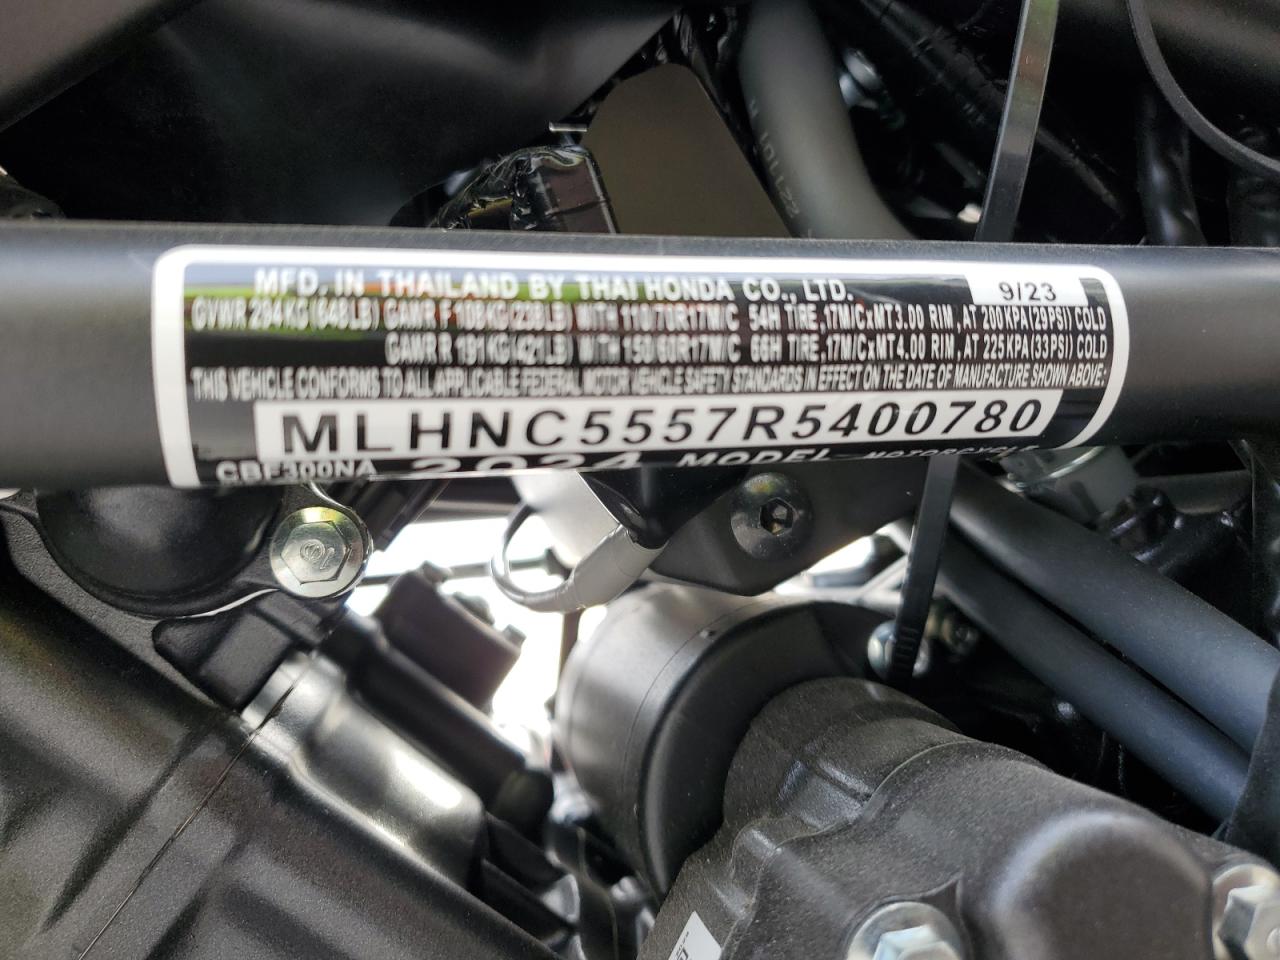 MFD. IN THAILAND BY THAI HONDA CO., LTD. 9/23
GVWR 294KG(648LB) GAWR F 108KG(238LB) WITH 110/70R17M/C 54H TIRE,17M/CxMT3.00 RIM, AT 200KPA(29PSI) COLD
GAWR R 191KG(421LB) WITH 150/60R17M/C 66H TIRE,17M/CxMT4.00 RIM, AT 225KPA(33PSI) COLD
THIS VEHICLE CONFORMS TO ALL APPLICABLE FEDERAL MOTOR VEHICLE SAFETY STANDARDS IN EFFECT ON THE DATE OF MANUFACTURE SHOWN ABOVE:
MLHNC5557R5400780
CBF300NA 2024 MODEL MOTORCYCLE